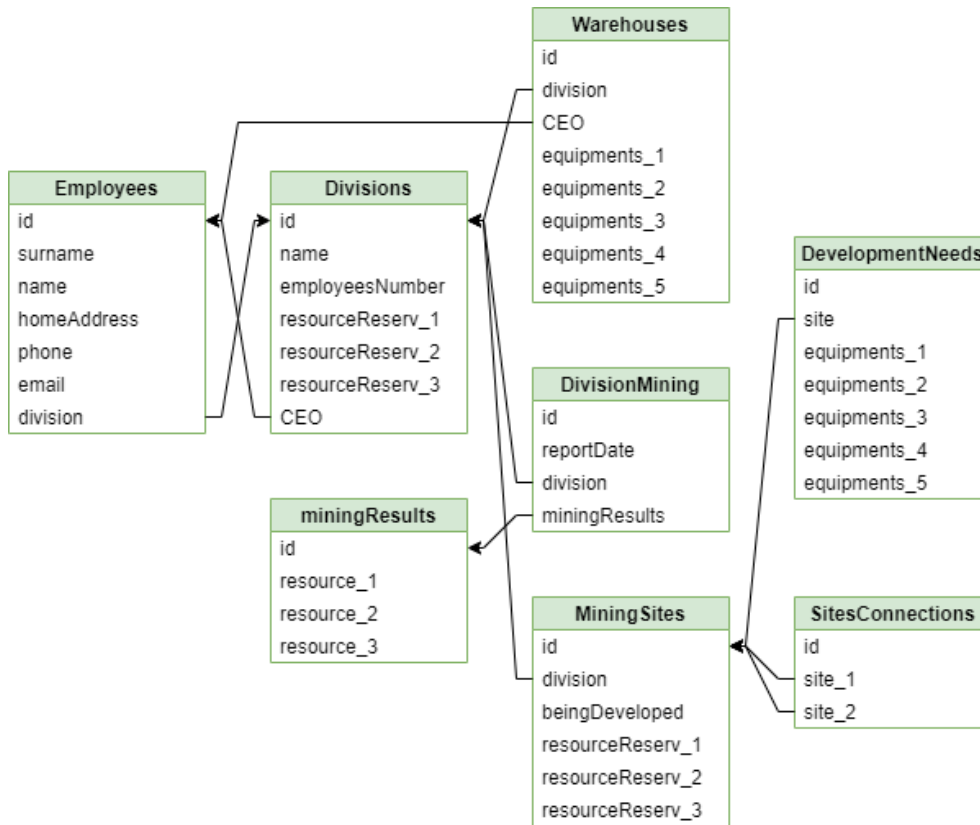 Warehouses
id
division
CEO
equipments_1
equipments_2
equipments_3
equipments_4
equipments_5
Employees
id
surname
name
homeAddress
phone
email
division
Divisions
id
name
employeesNumber
resourceReserv_1
resourceReserv_2
resourceReserv_3
CEO
DevelopmentNeeds
id
site
equipments_1
equipments_2
equipments_3
equipments_4
equipments_5
DivisionMining
id
reportDate
division
miningResults
miningResults
id
resource_1
resource_2
resource_3
MiningSites
id
division
beingDeveloped
resourceReserv_1
resourceReserv_2
resourceReserv_3
SitesConnections
id
site_1
site_2